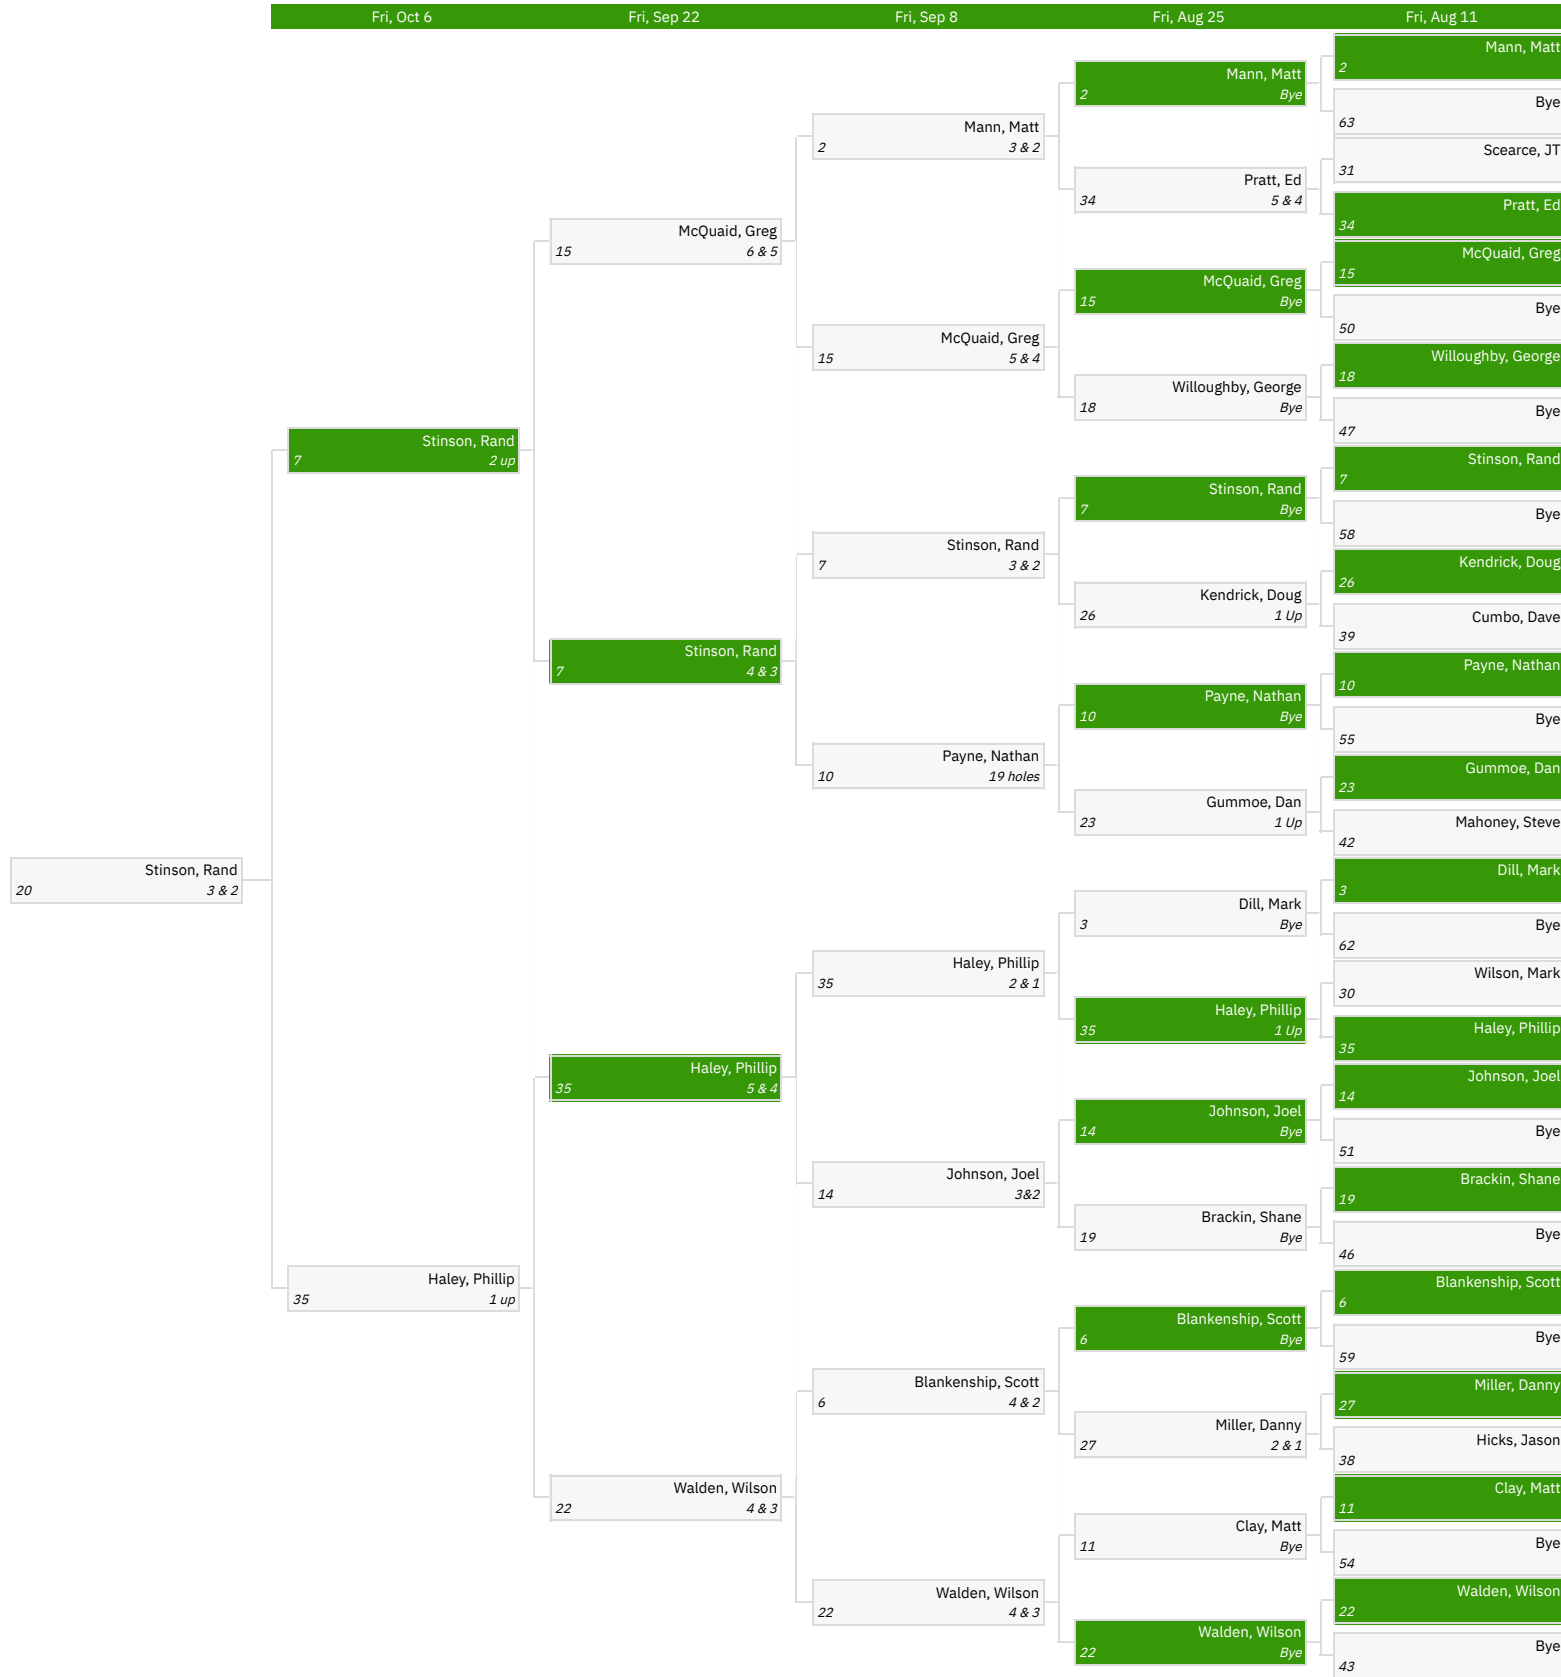 Fri, Oct 6 Fri, Sep 22 Fri, Sep 8 Fri, Aug 25 Fri, Aug 11
Stinson, Rand
20 3 & 2
Stinson, Rand
7 2 up
Haley, Phillip
35 1 up
McQuaid, Greg
15 6 & 5
Stinson, Rand
7 4 & 3
Haley, Phillip
35 5 & 4
Walden, Wilson
22 4 & 3
Mann, Matt
2 3 & 2
McQuaid, Greg
15 5 & 4
Stinson, Rand
7 3 & 2
Payne, Nathan
10 19 holes
Haley, Phillip
35 2 & 1
Johnson, Joel
14 3&2
Blankenship, Scott
6 4 & 2
Walden, Wilson
22 4 & 3
Mann, Matt
2 Bye
Pratt, Ed
34 5 & 4
McQuaid, Greg
15 Bye
Willoughby, George
18 Bye
Stinson, Rand
7 Bye
Kendrick, Doug
26 1 Up
Payne, Nathan
10 Bye
Gummoe, Dan
23 1 Up
Dill, Mark
3 Bye
Haley, Phillip
35 1 Up
Johnson, Joel
14 Bye
Brackin, Shane
19 Bye
Blankenship, Scott
6 Bye
Miller, Danny
27 2 & 1
Clay, Matt
11 Bye
Walden, Wilson
22 Bye
Mann, Matt
2
Bye
63
Scearce, JT
31
Pratt, Ed
34
McQuaid, Greg
15
Bye
50
Willoughby, George
18
Bye
47
Stinson, Rand
7
Bye
58
Kendrick, Doug
26
Cumbo, Dave
39
Payne, Nathan
10
Bye
55
Gummoe, Dan
23
Mahoney, Steve
42
Dill, Mark
3
Bye
62
Wilson, Mark
30
Haley, Phillip
35
Johnson, Joel
14
Bye
51
Brackin, Shane
19
Bye
46
Blankenship, Scott
6
Bye
59
Miller, Danny
27
Hicks, Jason
38
Clay, Matt
11
Bye
54
Walden, Wilson
22
Bye
43